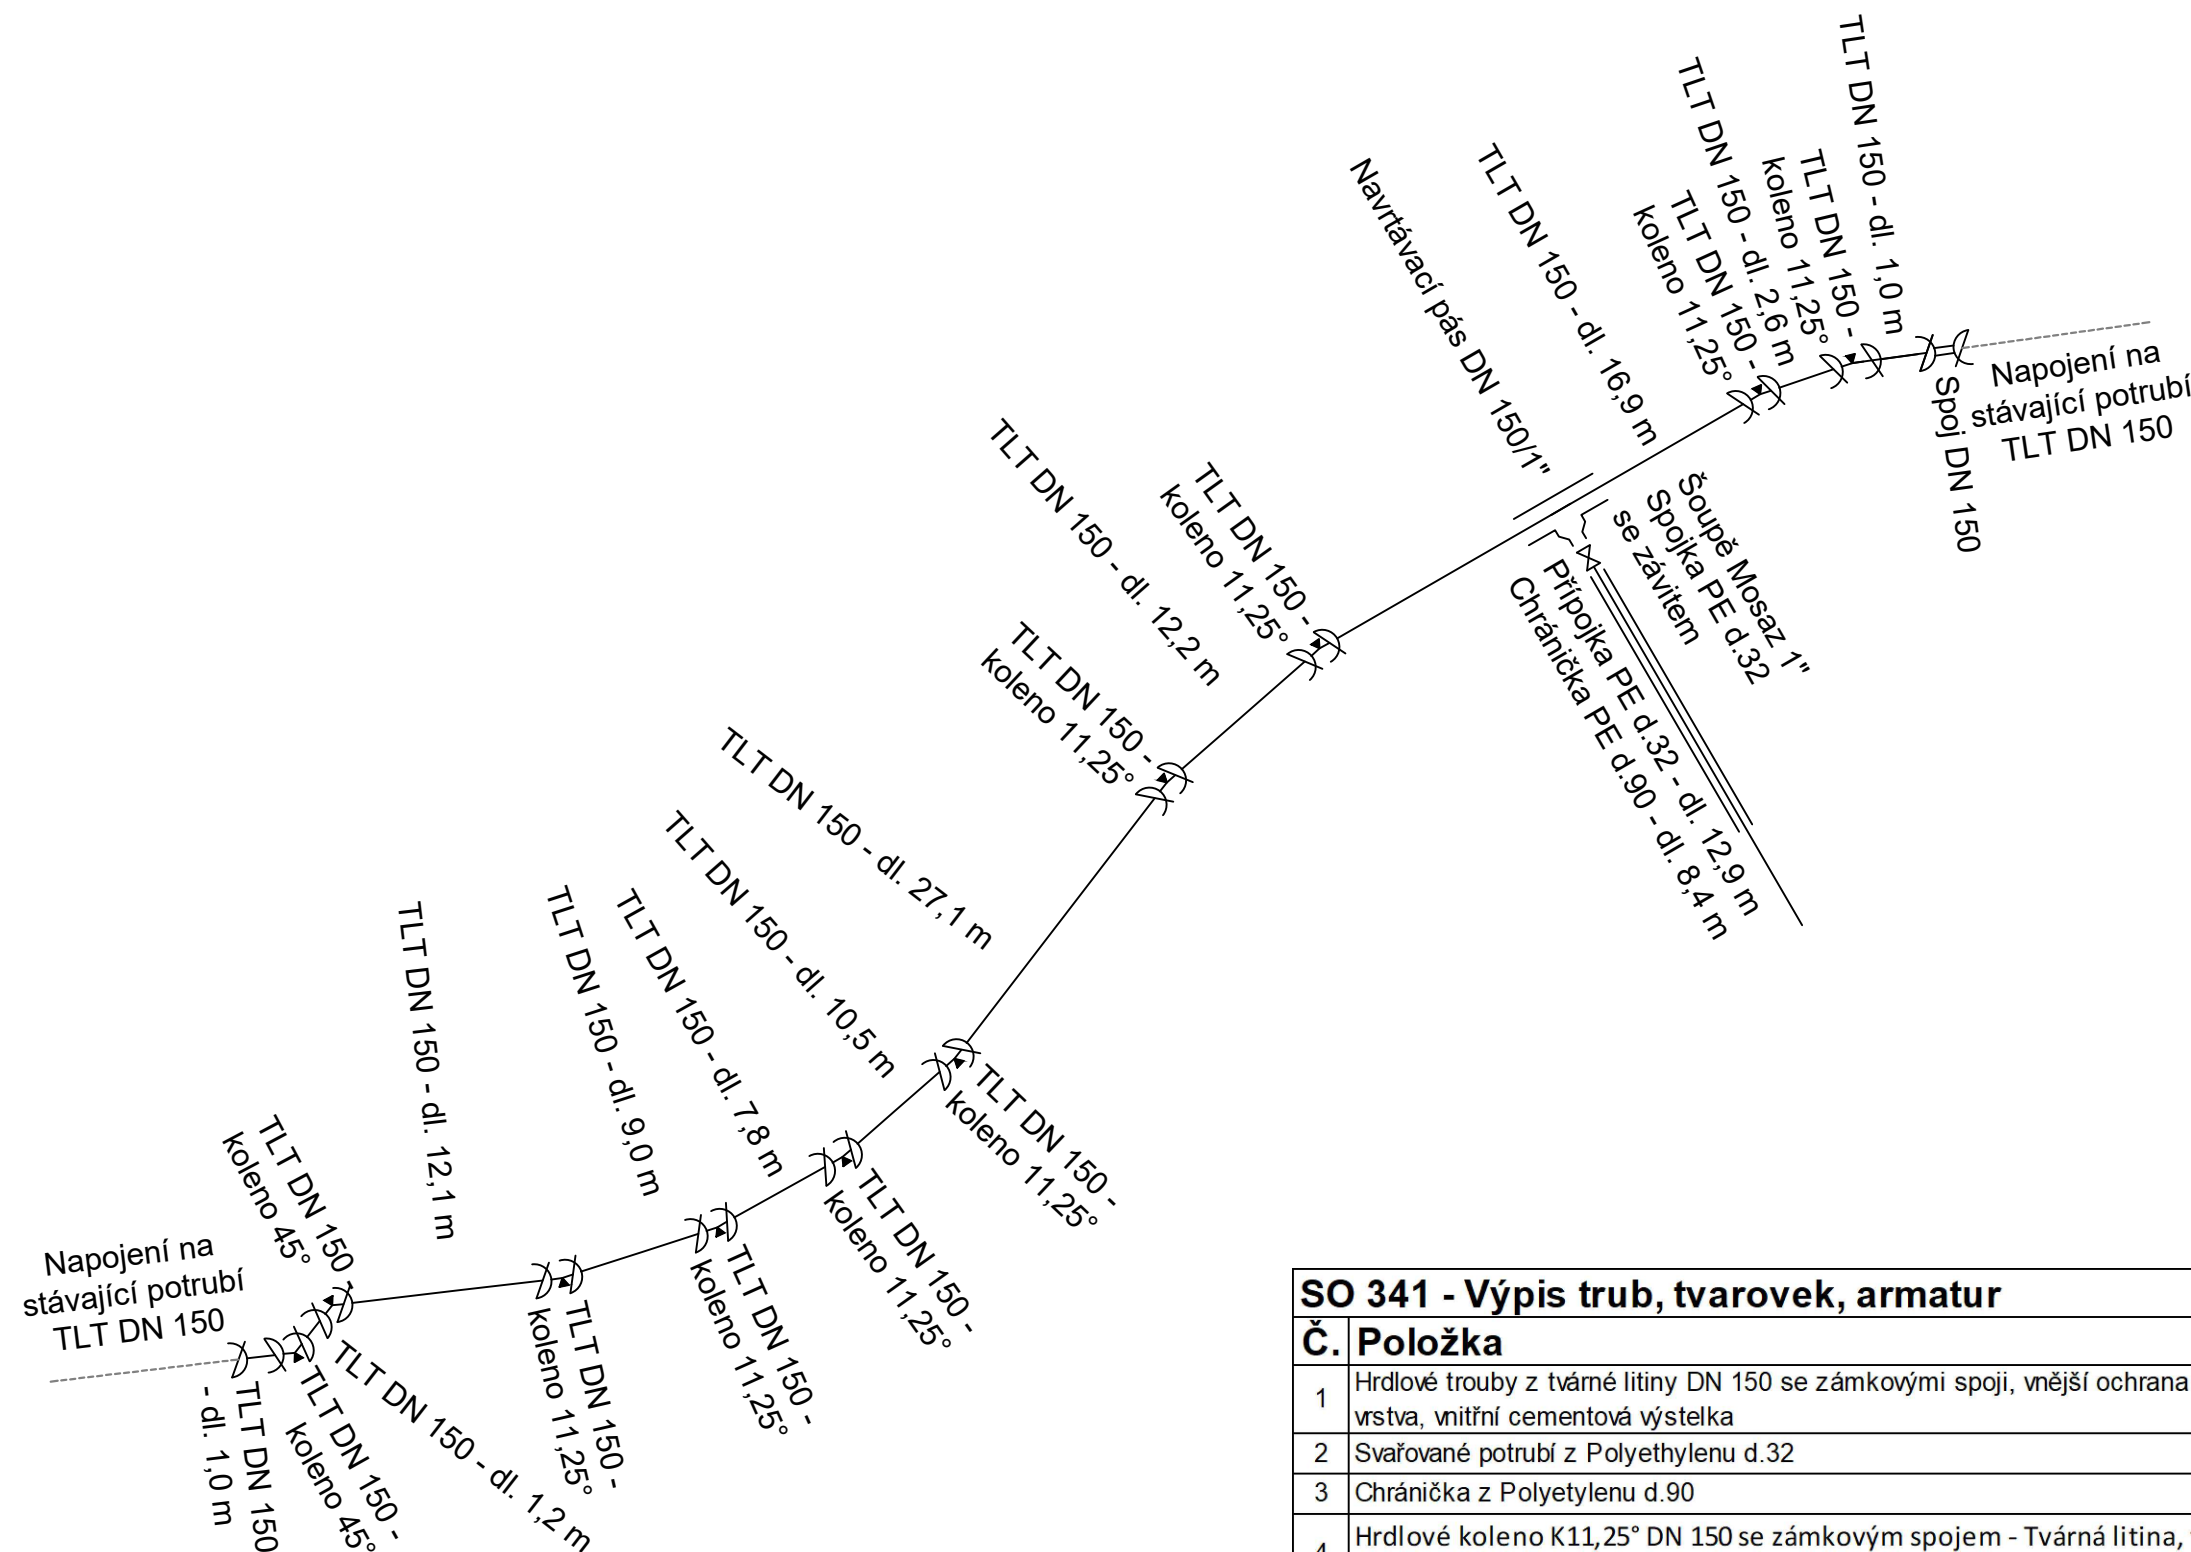 TLT DN 150 - dl. 1,0 m
TLT DN 150 -
koleno 11,25°
TLT DN 150 - dl. 2,6 m
TLT DN 150 -
koleno 11,25°
TLT DN 150 - dl. 16,9 m
Navrtávací pás DN 150/1"
Napojení na
stávající potrubí
TLT DN 150
Spoj DN 150
Šoupě Mosaz 1"
Spojka PE d.32
se závitem
Přípojka PE d.32 - dl. 12,9 m
Chránička PE d.90 - dl. 8,4 m
TLT DN 150 -
koleno 11,25°
TLT DN 150 - dl. 12,2 m
TLT DN 150 -
koleno 11,25°
TLT DN 150 - dl. 27,1 m
TLT DN 150 - dl. 10,5 m
TLT DN 150 -
koleno 11,25°
TLT DN 150 - dl. 7,8 m
TLT DN 150 -
koleno 11,25°
TLT DN 150 - dl. 9,0 m
TLT DN 150 -
koleno 11,25°
TLT DN 150 - dl. 12,1 m
TLT DN 150 -
koleno 11,25°
TLT DN 150 -
koleno 45°
Napojení na
stávající potrubí
TLT DN 150
TLT DN 150 - dl. 1,2 m
TLT DN 150 -
koleno 45°
TLT DN 150
- dl. 1,0 m
SO 341 - Výpis trub, tvarovek, armatur
Č. Položka
1 Hrdlové trouby z tvárné litiny DN 150 se zámkovými spoji, vnější ochrana
vrstva, vnitřní cementová výstelka
2 Svařované potrubí z Polyethylenu d.32
3 Chránička z Polyetylenu d.90
4 Hrdlové koleno K11,25° DN 150 se zámkovým spojem - Tvárná litina,